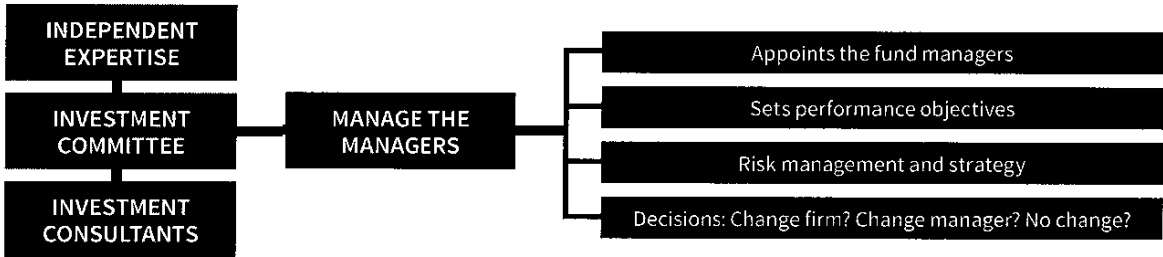 INDEPENDENT
EXPERTISE
INVESTMENT
COMMITTEE
INVESTMENT
CONSULTANTS
MANAGE THE
MANAGERS
Appoints the fund managers
Sets performance objectives
Risk management and strategy
Decisions: Change firm? Change manager? No change?